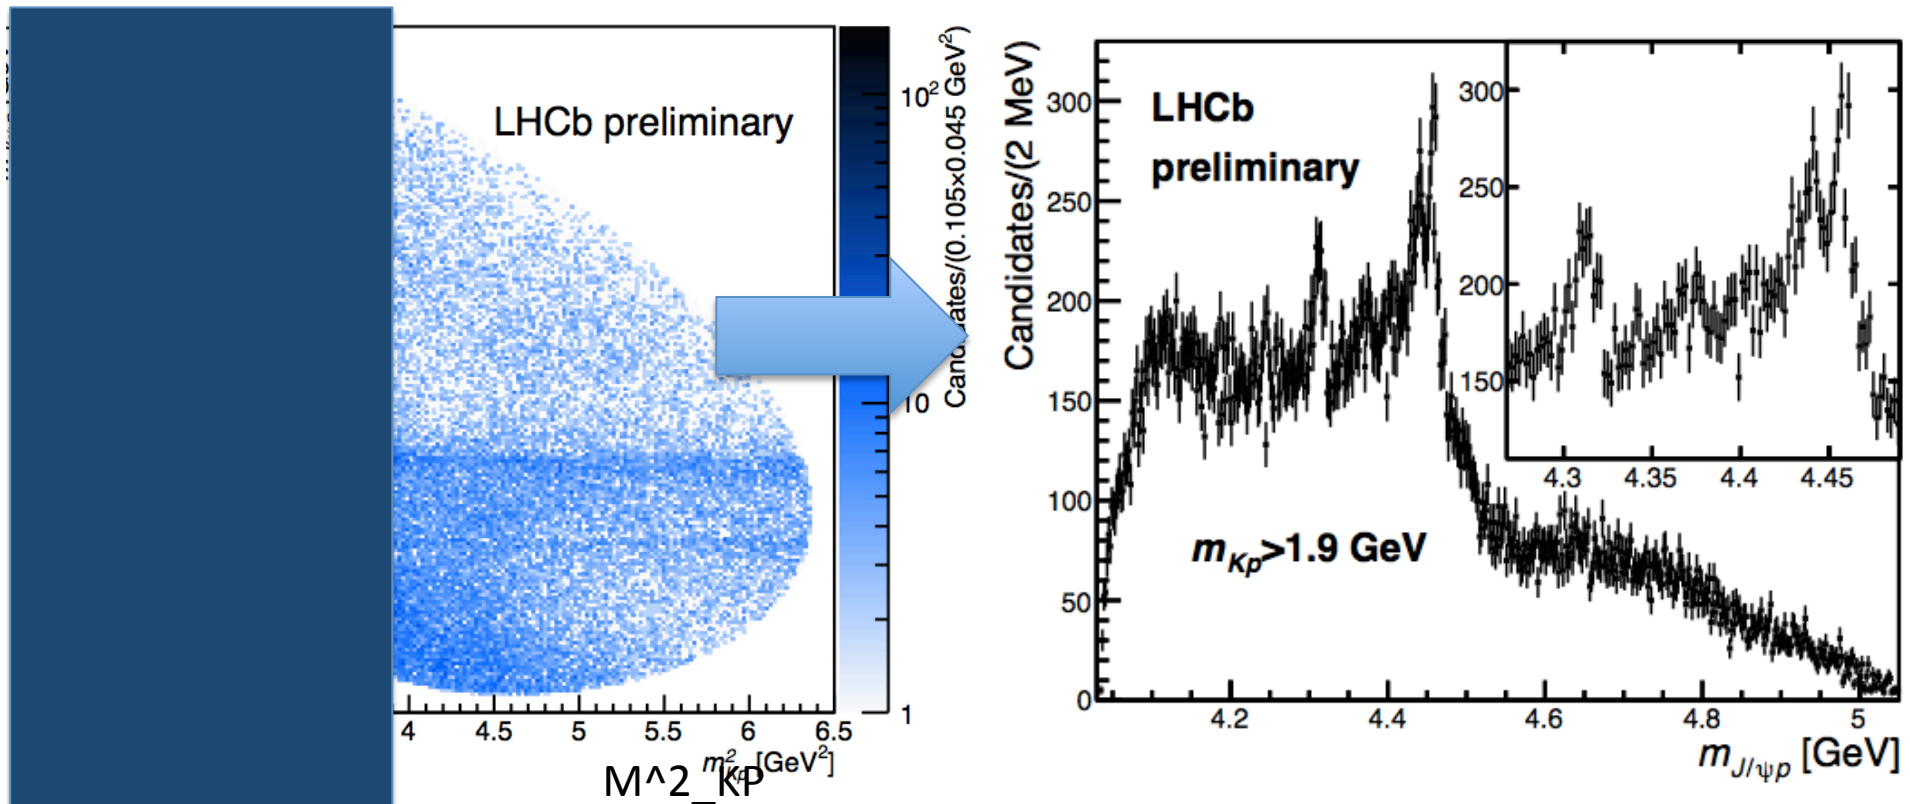 LHCb preliminary
10²
10
1
Candidates/(0.105×0.045 GeV²)
4 4.5 5 5.5 6 6.5
m²Kp [GeV²]
M^2_KP
Candidates/(2 MeV)
300
250
200
150
100
50
0
LHCb
preliminary
mKp>1.9 GeV
4.2 4.4 4.6 4.8 5
mJ/ψp [GeV]
300
250
200
150
4.3 4.35 4.4 4.45